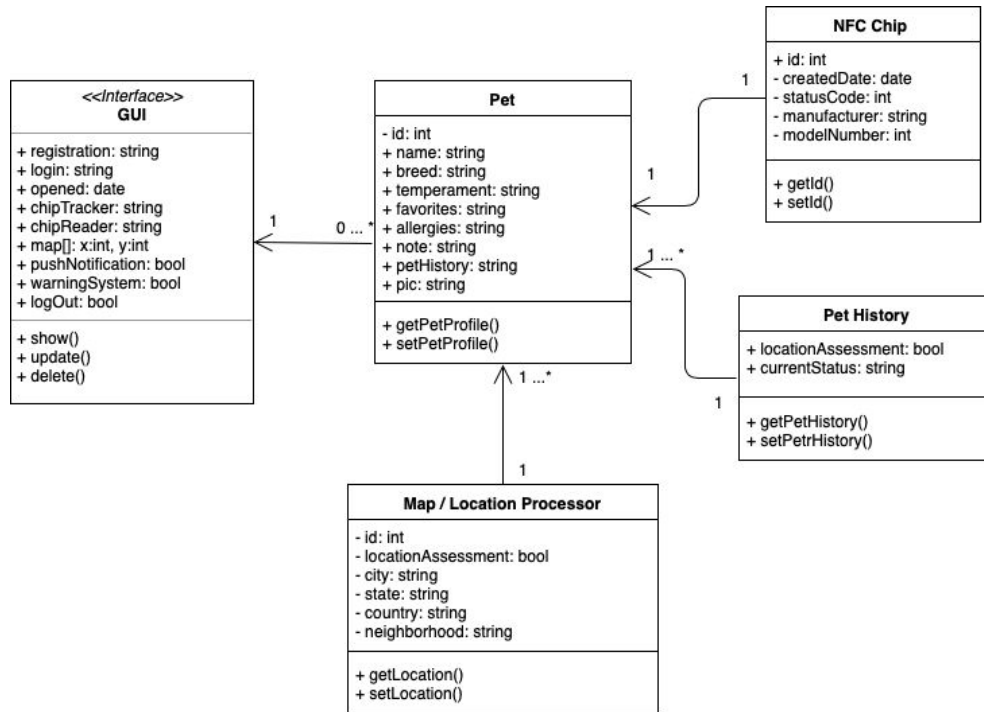 <<Interface>>
GUI
+ registration: string
+ login: string
+ opened: date
+ chipTracker: string
+ chipReader: string
+ map[]: x:int, y:int
+ pushNotification: bool
+ warningSystem: bool
+ logOut: bool
+ show()
+ update()
+ delete()
1
0 ... *
Pet
- id: int
+ name: string
+ breed: string
+ temperament: string
+ favorites: string
+ allergies: string
+ note: string
+ petHistory: string
+ pic: string
+ getPetProfile()
+ setPetProfile()
1
1
NFC Chip
+ id: int
- createdDate: date
- statusCode: int
- manufacturer: string
- modelNumber: int
+ getId()
+ setId()
1 ... *
1
Pet History
+ locationAssessment: bool
+ currentStatus: string
+ getPetHistory()
+ setPetrHistory()
1 ...*
1
Map / Location Processor
- id: int
- locationAssessment: bool
- city: string
- state: string
- country: string
- neighborhood: string
+ getLocation()
+ setLocation()